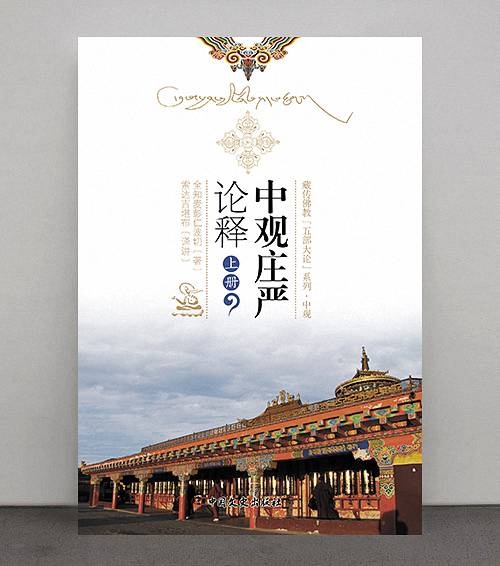 藏传佛教「五部大论」系列·中观
中观庄严
论释
上册
全知麦彭仁波切（著）
索达吉堪布（译讲）
中国文史出版社